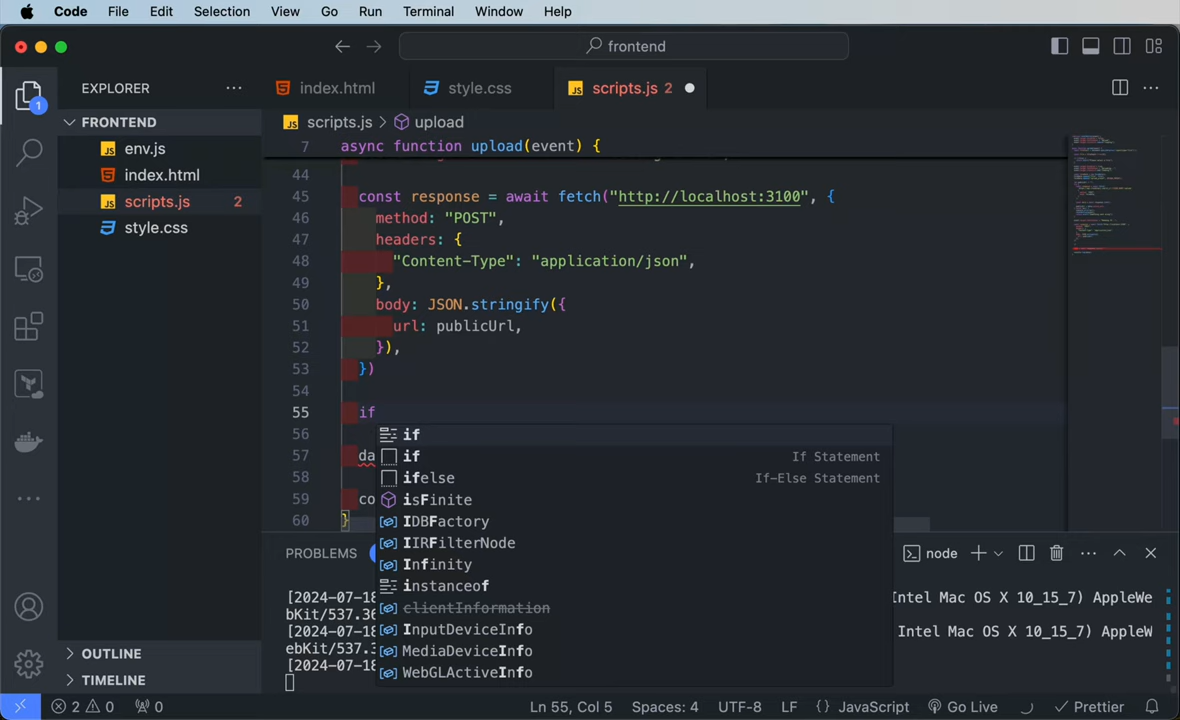 Code File Edit Selection View Go Run Terminal Window Help
frontend
EXPLORER
index.html
style.css
scripts.js 2
1
FRONTEND
scripts.js > upload
env.js
7 async function upload(event) {
index.html
44
scripts.js 2
45 const response = await fetch("http://localhost:3100", {
style.css
46 method: "POST",
47 headers: {
48 "Content-Type": "application/json",
49 },
50 body: JSON.stringify({
51 url: publicUrl,
52 }),
53 })
54
55 if
56 if
57 da if If Statement
58 ifelse If-Else Statement
59 co isFinite
60 } IDBFactory
IIRFilterNode
PROBLEMS
node
Infinity
instanceof
[2024-07-18
Intel Mac OS X 10_15_7) AppleWe
bKit/537.36
clientInformation
[2024-07-18
InputDeviceInfo
Intel Mac OS X 10_15_7) AppleW
ebKit/537.3
MediaDeviceInfo
OUTLINE
[2024-07-18
WebGLActiveInfo
TIMELINE
2 0 0 Ln 55, Col 5 Spaces: 4 UTF-8 LF {} JavaScript Go Live Prettier